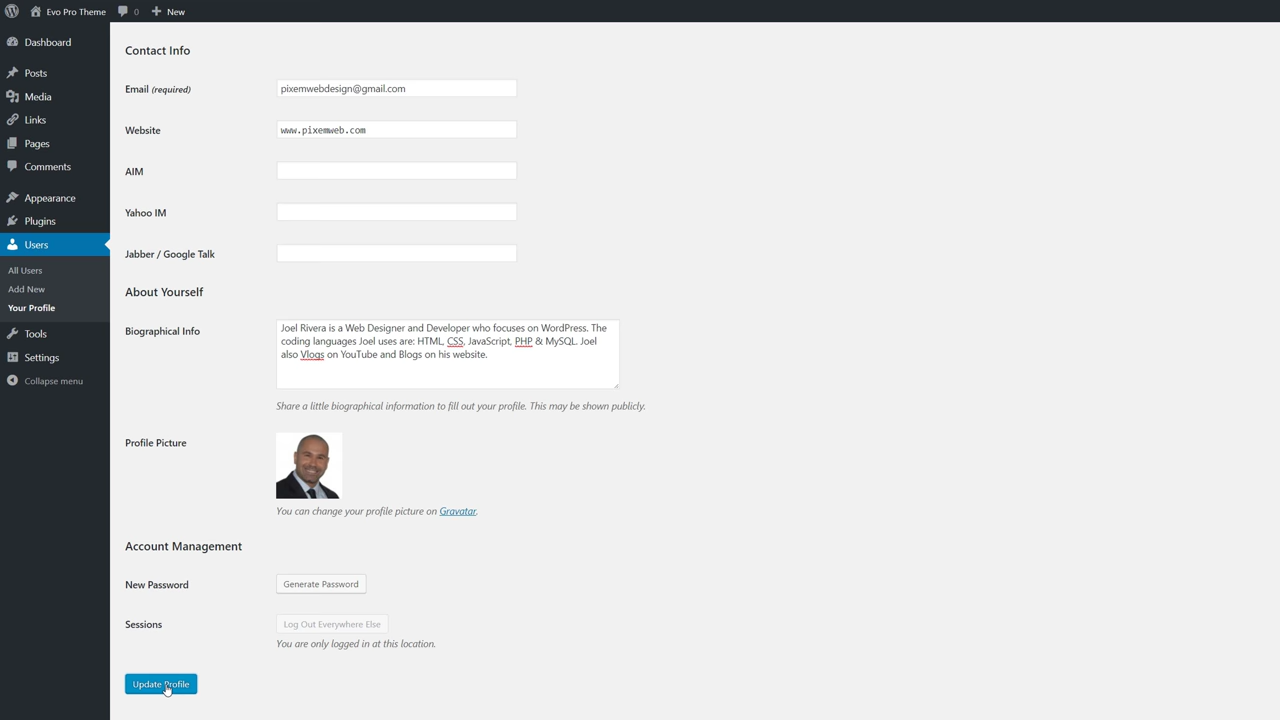 Evo Pro Theme 0 New
Dashboard
Posts
Media
Links
Pages
Comments
Appearance
Plugins
Users
All Users
Add New
Your Profile
Tools
Settings
Collapse menu
Contact Info
Email (required) pixemwebdesign@gmail.com
Website www.pixemweb.com
AIM
Yahoo IM
Jabber / Google Talk
About Yourself
Biographical Info
Joel Rivera is a Web Designer and Developer who focuses on WordPress. The
coding languages Joel uses are: HTML, CSS, JavaScript, PHP & MySQL. Joel
also Vlogs on YouTube and Blogs on his website.
Share a little biographical information to fill out your profile. This may be shown publicly.
Profile Picture
You can change your profile picture on Gravatar.
Account Management
New Password Generate Password
Sessions Log Out Everywhere Else
You are only logged in at this location.
Update Profile